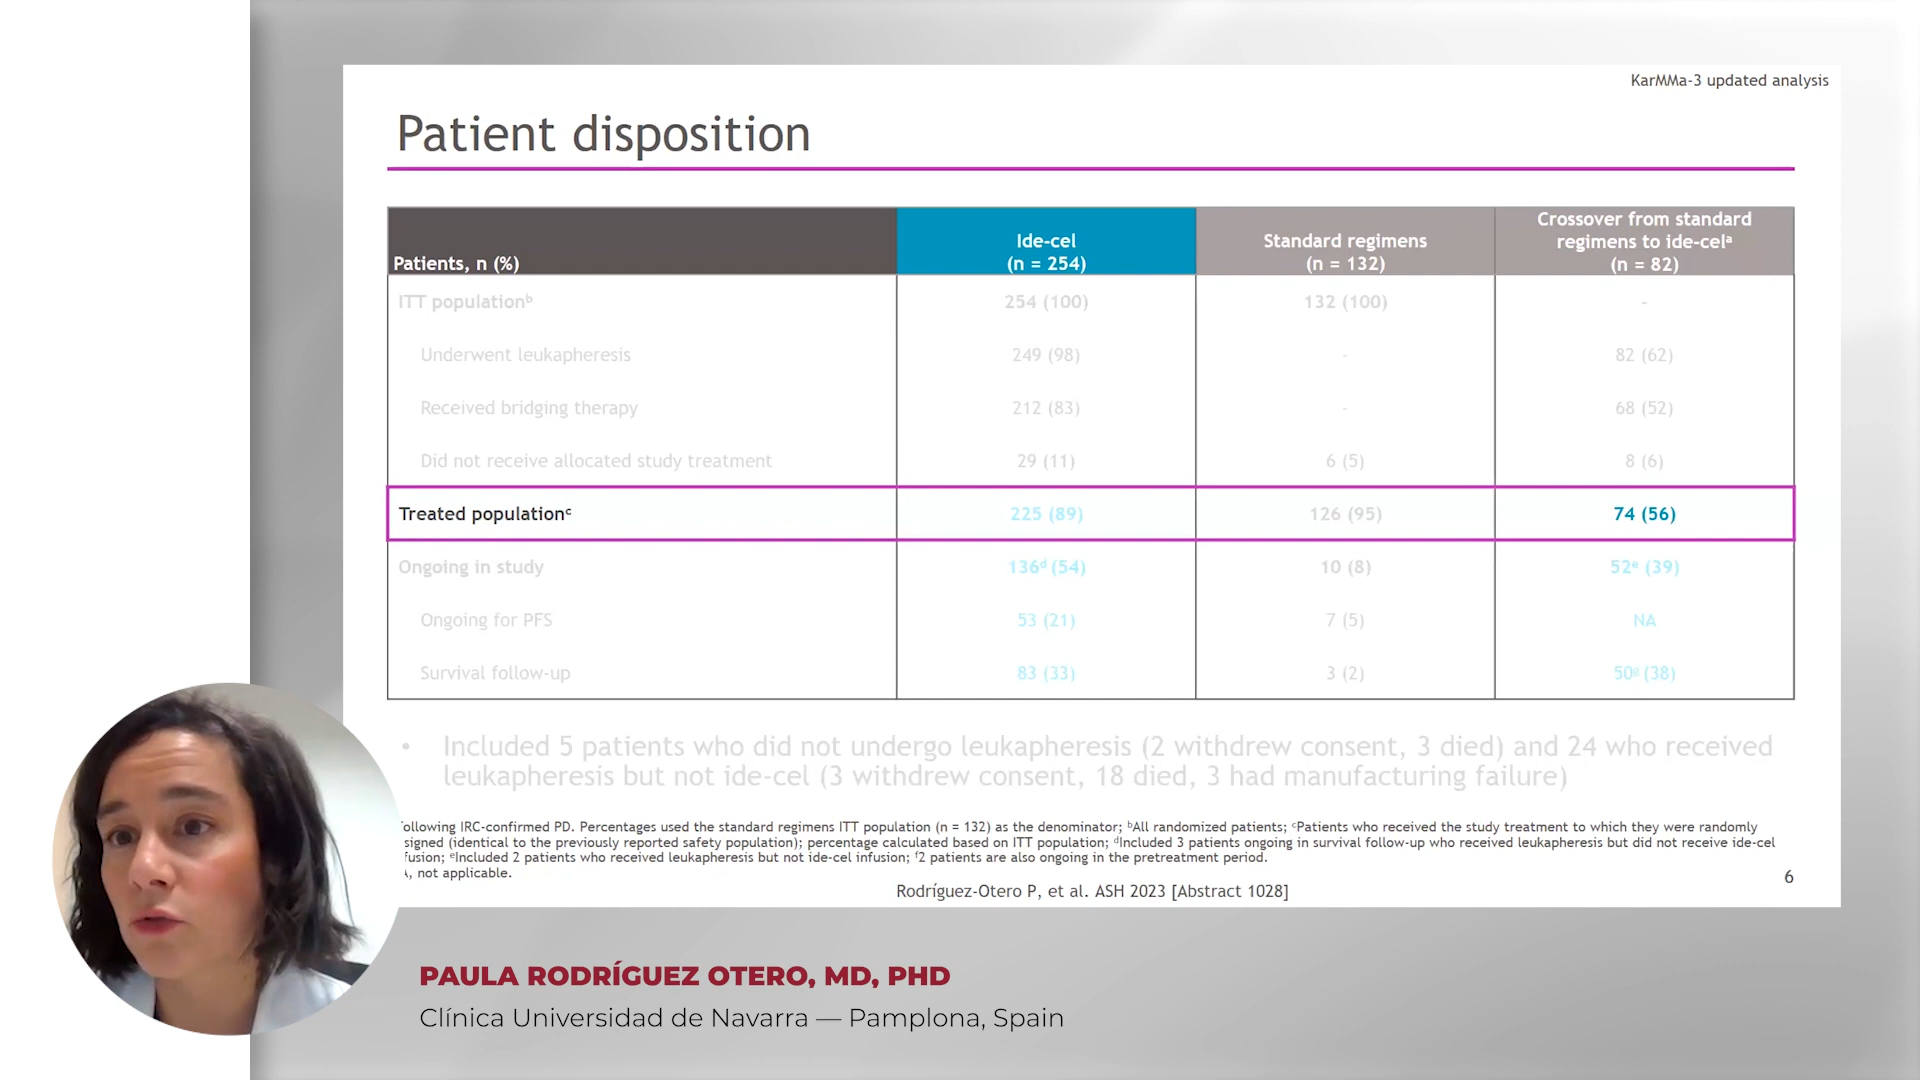 KarMMa-3 updated analysis
Patient disposition
Patients, n (%)
Ide-cel
(n = 254)
Standard regimens
(n = 132)
Crossover from standard
regimens to ide-celᵃ
(n = 82)
ITT populationᵇ 254 (100) 132 (100) -
Underwent leukapheresis 249 (98) - 82 (62)
Received bridging therapy 212 (83) - 68 (52)
Did not receive allocated study treatment 29 (11) 6 (5) 8 (6)
Treated populationᶜ 225 (89) 126 (95) 74 (56)
Ongoing in study 136ᵈ (54) 10 (8) 52ᵉ (39)
Ongoing for PFS 53 (21) 7 (5) NA
Survival follow-up 83 (33) 3 (2) 50 (38)
• Included 5 patients who did not undergo leukapheresis (2 withdrew consent, 3 died) and 24 who received
leukapheresis but not ide-cel (3 withdrew consent, 18 died, 3 had manufacturing failure)
ollowing IRC-confirmed PD. Percentages used the standard regimens ITT population (n = 132) as the denominator; ᵇAll randomized patients; ᶜPatients who received the study treatment to which they were randomly
signed (identical to the previously reported safety population); percentage calculated based on ITT population; ᵈIncluded 3 patients ongoing in survival follow-up who received leukapheresis but did not receive ide-cel
fusion; ᵉIncluded 2 patients who received leukapheresis but not ide-cel infusion; ᶠ2 patients are also ongoing in the pretreatment period.
, not applicable.
6
Rodríguez-Otero P, et al. ASH 2023 [Abstract 1028]
PAULA RODRÍGUEZ OTERO, MD, PHD
Clínica Universidad de Navarra — Pamplona, Spain